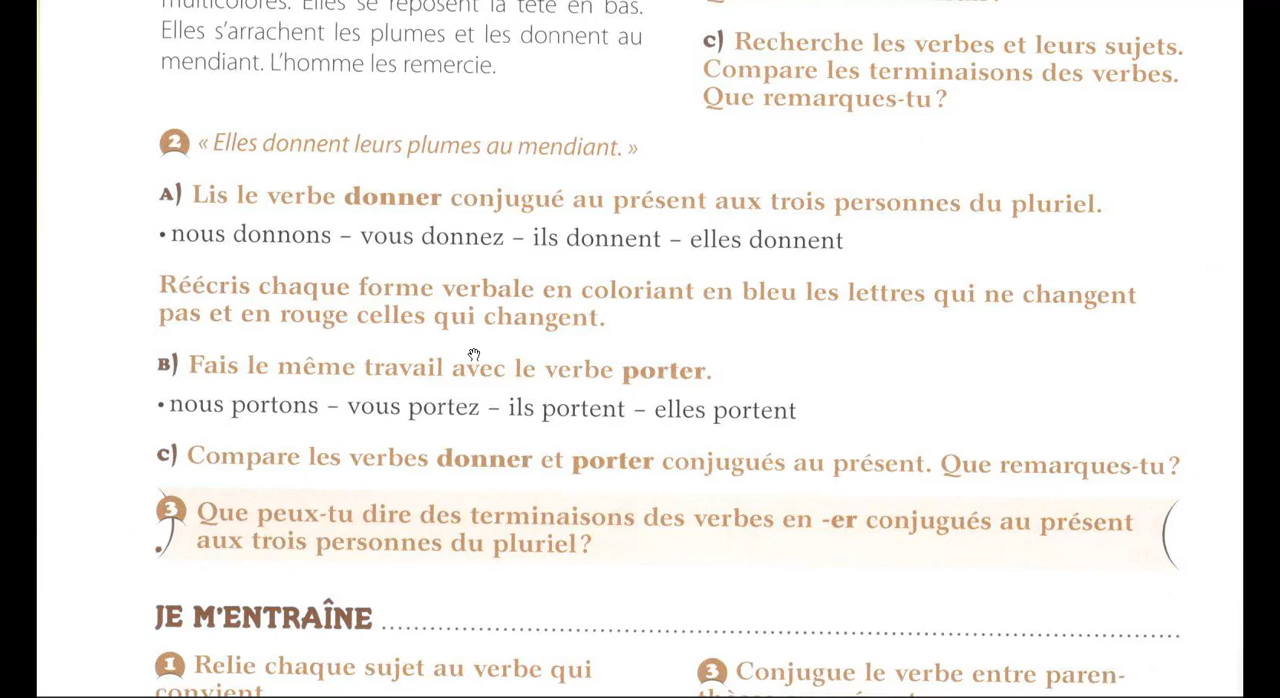 multicolores. Elles se reposent la tête en bas.
Elles s'arrachent les plumes et les donnent au
mendiant. L'homme les remercie.
c) Recherche les verbes et leurs sujets.
Compare les terminaisons des verbes.
Que remarques-tu ?
2 « Elles donnent leurs plumes au mendiant. »
A) Lis le verbe donner conjugué au présent aux trois personnes du pluriel.
• nous donnons – vous donnez – ils donnent – elles donnent
Réécris chaque forme verbale en coloriant en bleu les lettres qui ne changent
pas et en rouge celles qui changent.
B) Fais le même travail avec le verbe porter.
• nous portons – vous portez – ils portent – elles portent
c) Compare les verbes donner et porter conjugués au présent. Que remarques-tu ?
3 Que peux-tu dire des terminaisons des verbes en -er conjugués au présent
aux trois personnes du pluriel ?
JE M'ENTRAÎNE
1 Relie chaque sujet au verbe qui
convient
3 Conjugue le verbe entre paren-